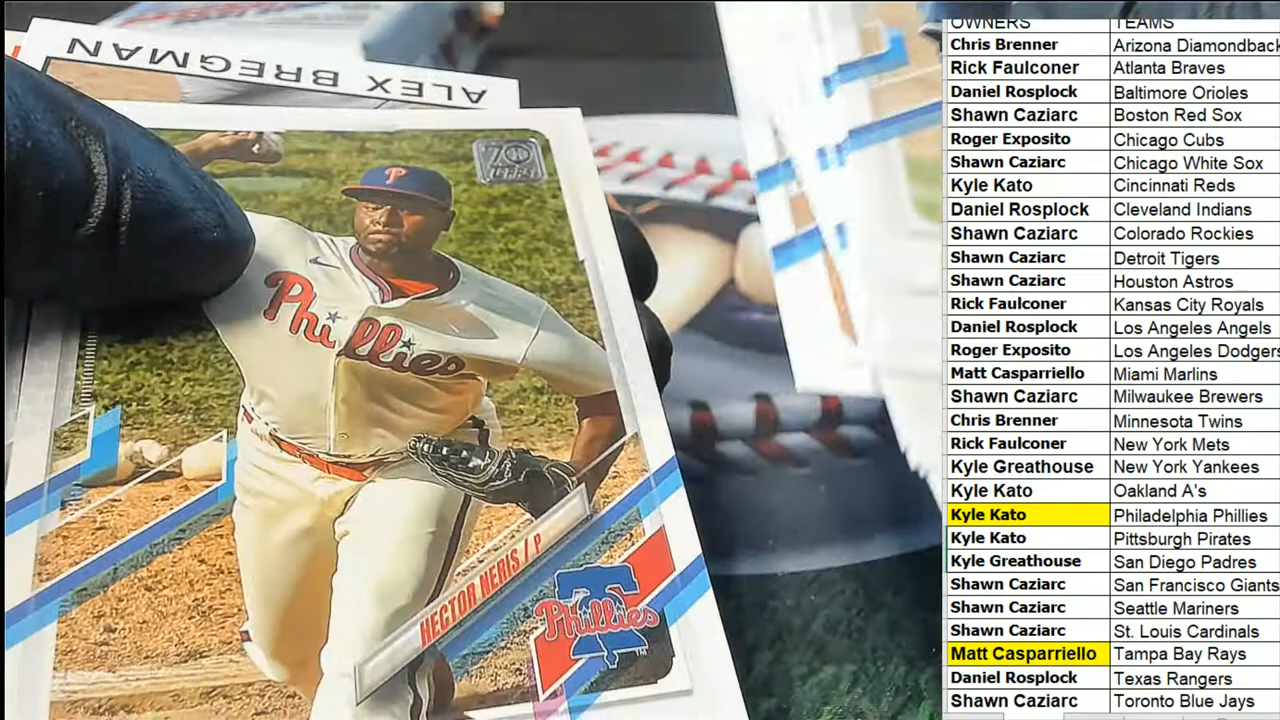 ALEX BREGMAN
70
TOPPS
P
Phillies
HECTOR NERIS / P
Phillies
OWNERS TEAMS
Chris Brenner Arizona Diamondback
Rick Faulconer Atlanta Braves
Daniel Rosplock Baltimore Orioles
Shawn Caziarc Boston Red Sox
Roger Exposito Chicago Cubs
Shawn Caziarc Chicago White Sox
Kyle Kato Cincinnati Reds
Daniel Rosplock Cleveland Indians
Shawn Caziarc Colorado Rockies
Shawn Caziarc Detroit Tigers
Shawn Caziarc Houston Astros
Rick Faulconer Kansas City Royals
Daniel Rosplock Los Angeles Angels
Roger Exposito Los Angeles Dodgers
Matt Casparriello Miami Marlins
Shawn Caziarc Milwaukee Brewers
Chris Brenner Minnesota Twins
Rick Faulconer New York Mets
Kyle Greathouse New York Yankees
Kyle Kato Oakland A's
Kyle Kato Philadelphia Phillies
Kyle Kato Pittsburgh Pirates
Kyle Greathouse San Diego Padres
Shawn Caziarc San Francisco Giants
Shawn Caziarc Seattle Mariners
Shawn Caziarc St. Louis Cardinals
Matt Casparriello Tampa Bay Rays
Daniel Rosplock Texas Rangers
Shawn Caziarc Toronto Blue Jays